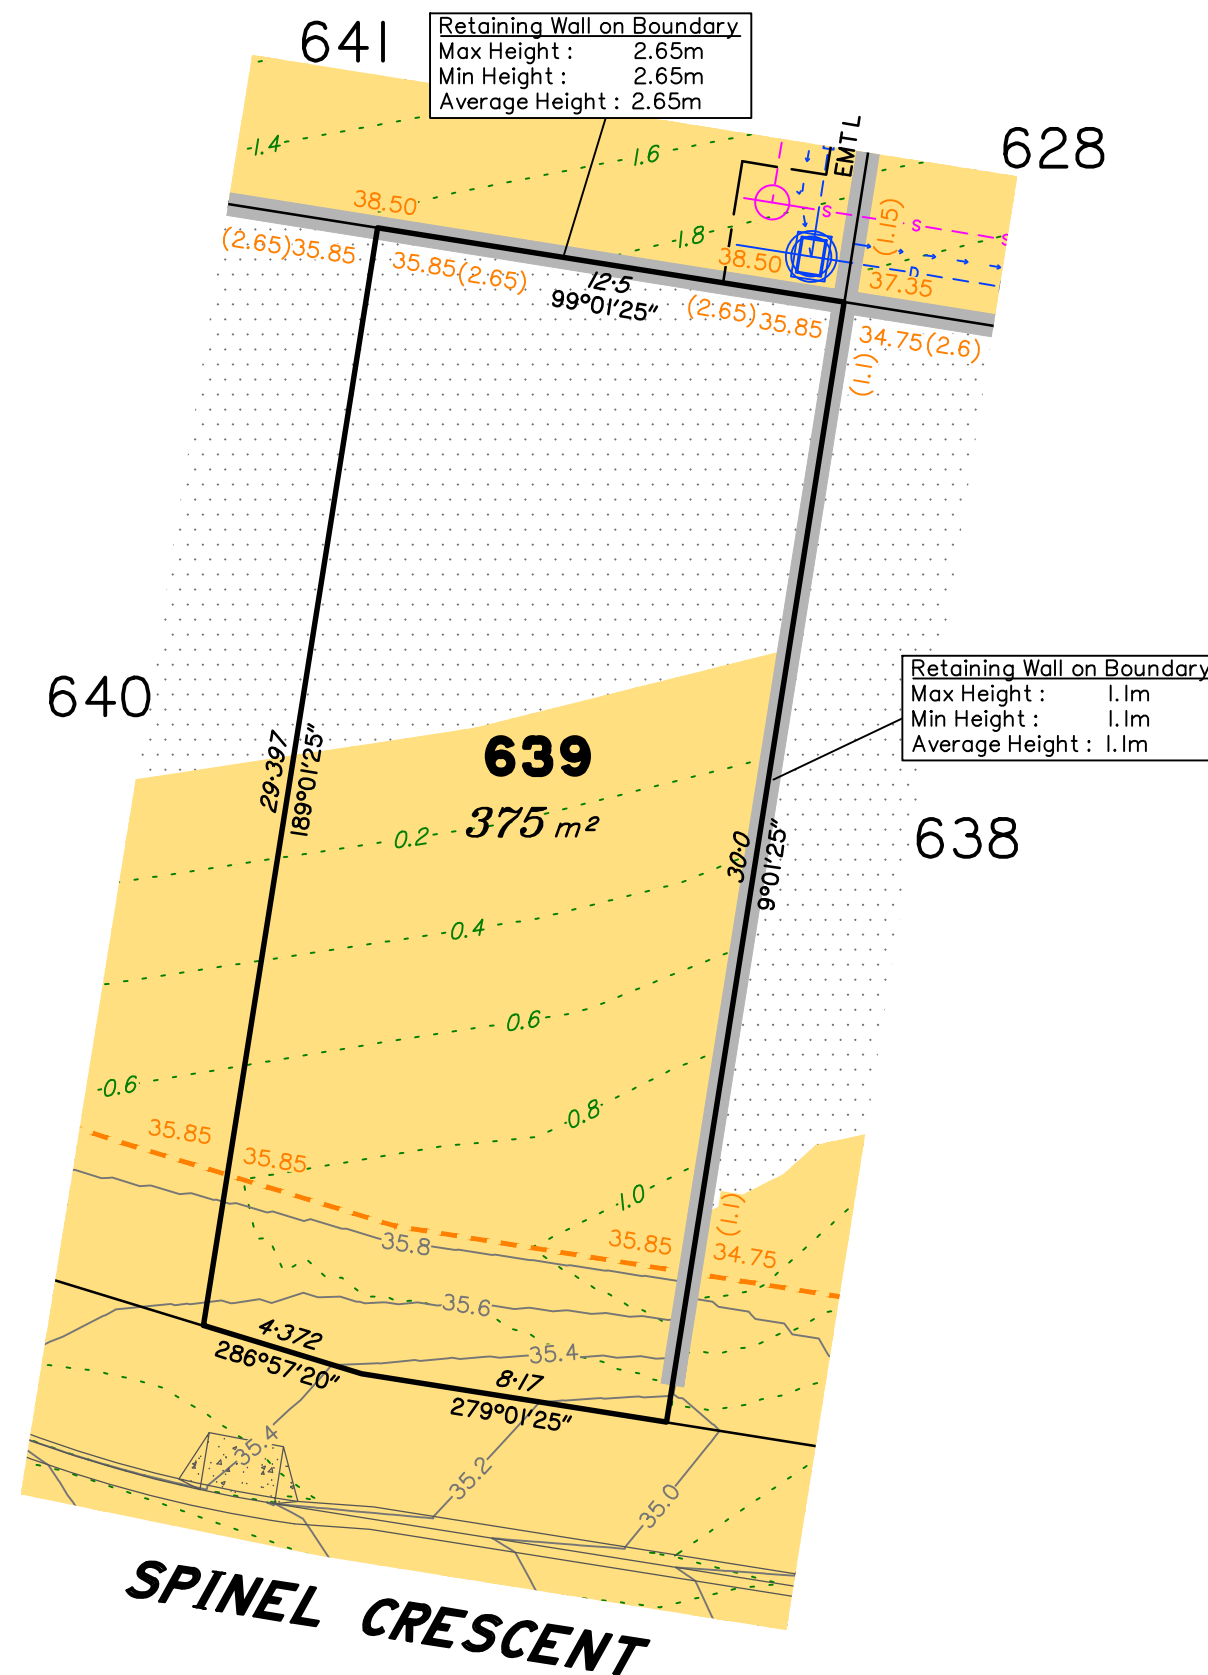 641
Retaining Wall on Boundary
Max Height : 2.65m
Min Height : 2.65m
Average Height : 2.65m
EMTL
628
1.4
1.6
1.8
38.50
38.50
S
S
S
(1.15)
D
37.35
(2.65)35.85
35.85(2.65)
12·5
99°01'25"
(2.65)35.85
34.75(2.6)
(1.1)
640
29·397
189°01'25"
639
375 m²
Retaining Wall on Boundary
Max Height : 1.1m
Min Height : 1.1m
Average Height : 1.1m
638
30·0
9°01'25"
0.2
0.4
0.6
0.6
0.8
1.0
35.85
35.85
35.85
(1.1)
34.75
35.8
35.6
35.4
4·372
286°57'20"
8·17
279°01'25"
35.4
35.2
35.0
SPINEL CRESCENT